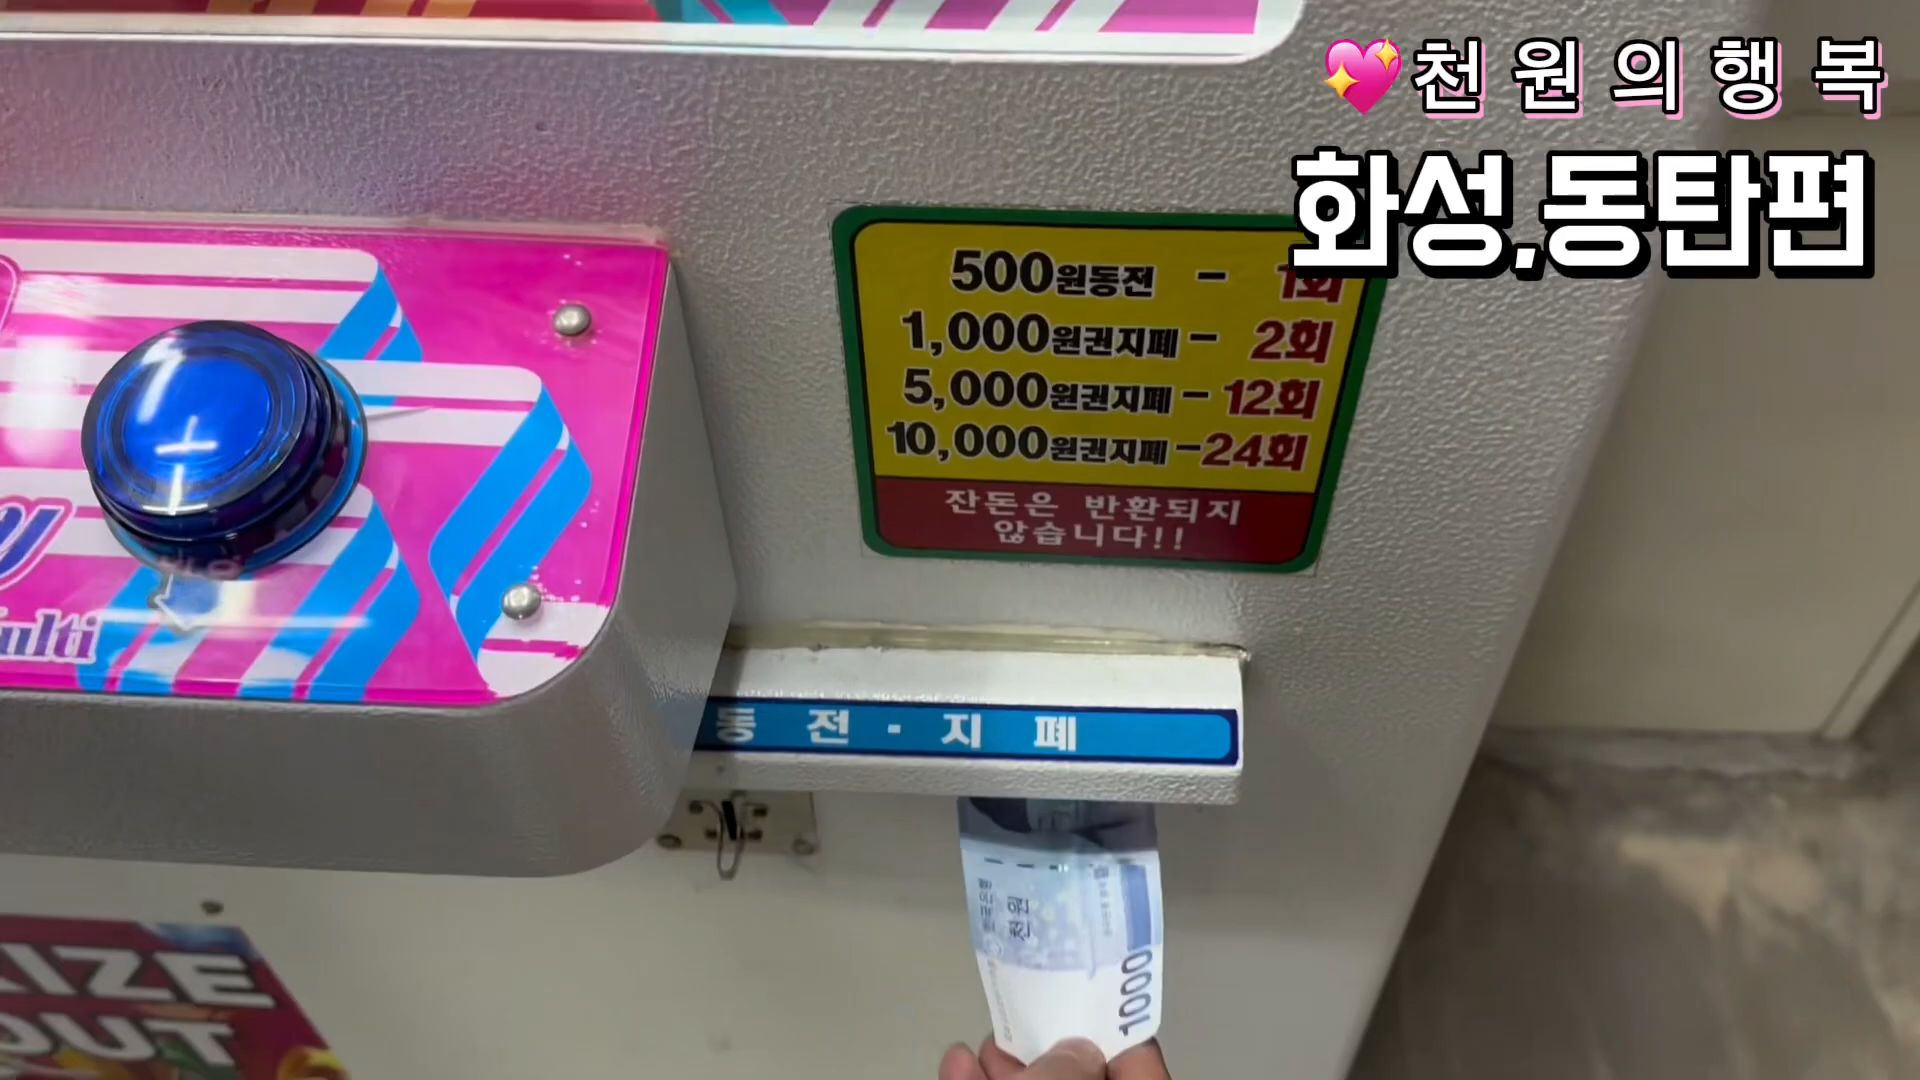 천원의행복
화성,동탄편
500원동전 - 1회
1,000원권지폐 - 2회
5,000원권지폐 - 12회
10,000원권지폐 - 24회
잔돈은 반환되지
않습니다!!
동전·지폐
천원
1000
OUT